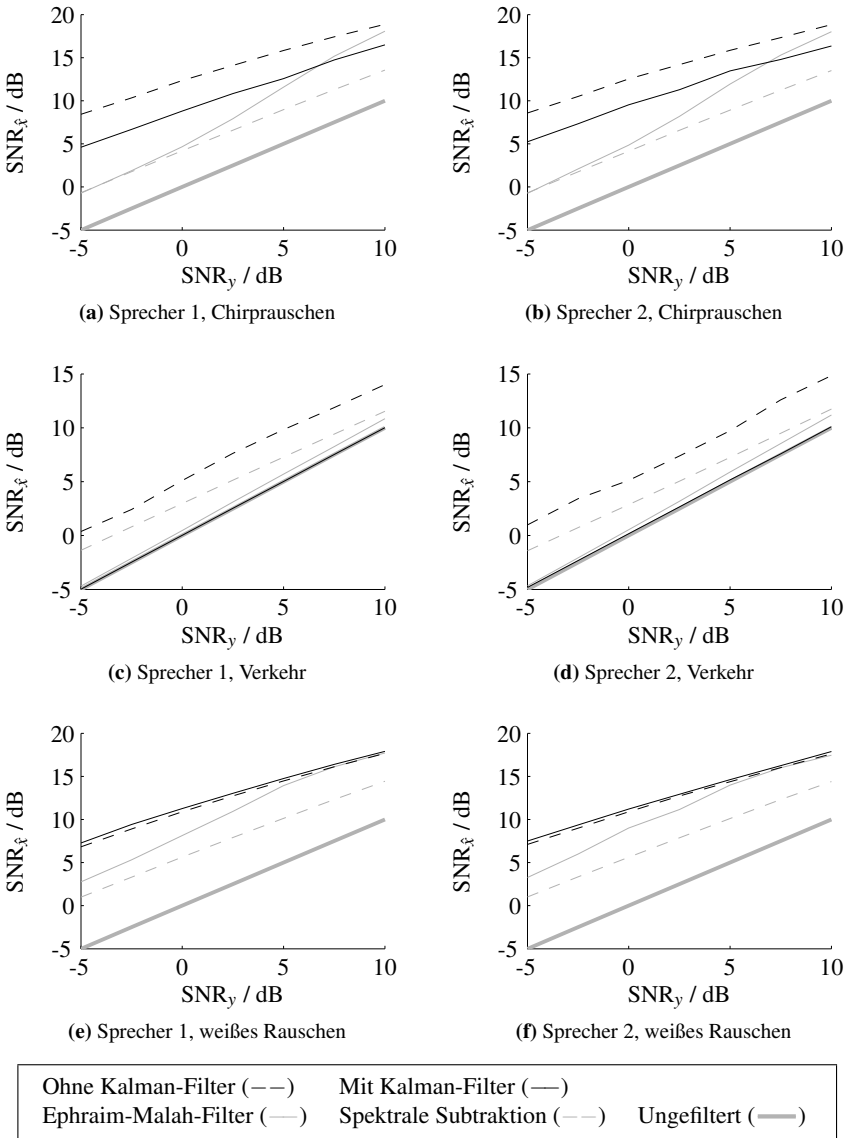 20
15
10
5
0
-5
-5 0 5 10
SNR_x̂ / dB
SNR_y / dB
(a) Sprecher 1, Chirprauschen
20
15
10
5
0
-5
-5 0 5 10
SNR_x̂ / dB
SNR_y / dB
(b) Sprecher 2, Chirprauschen
15
10
5
0
-5
-5 0 5 10
SNR_x̂ / dB
SNR_y / dB
(c) Sprecher 1, Verkehr
15
10
5
0
-5
-5 0 5 10
SNR_x̂ / dB
SNR_y / dB
(d) Sprecher 2, Verkehr
20
15
10
5
0
-5
-5 0 5 10
SNR_x̂ / dB
SNR_y / dB
(e) Sprecher 1, weißes Rauschen
20
15
10
5
0
-5
-5 0 5 10
SNR_x̂ / dB
SNR_y / dB
(f) Sprecher 2, weißes Rauschen
Ohne Kalman-Filter (– –) Mit Kalman-Filter (—)
Ephraim-Malah-Filter (—) Spektrale Subtraktion (– –) Ungefiltert (—)